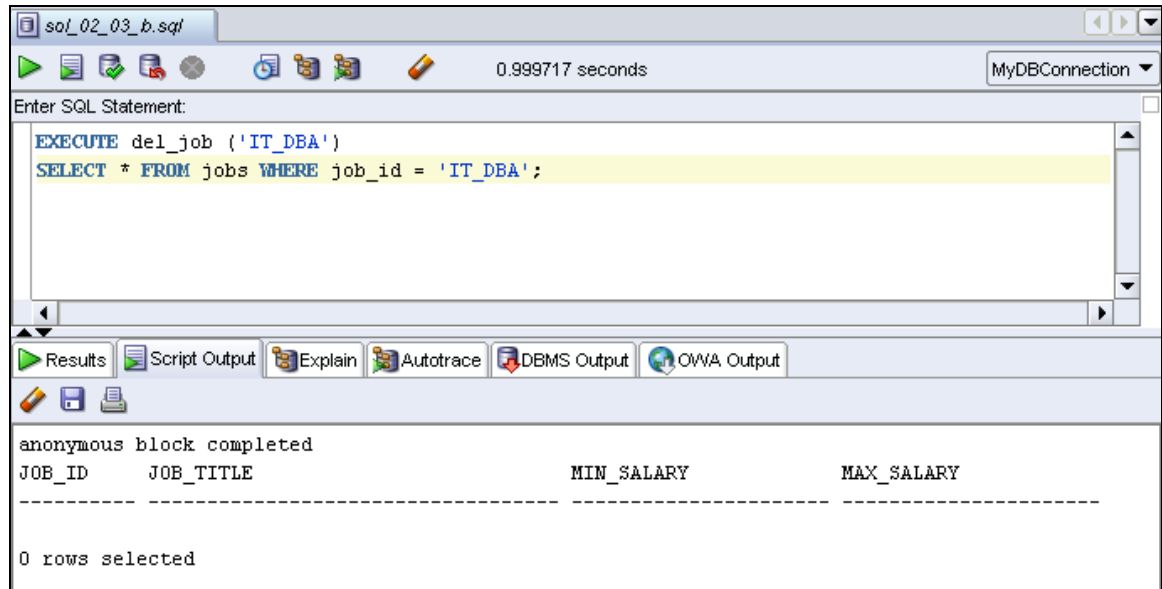 sol_02_03_b.sql
0.999717 seconds
MyDBConnection
Enter SQL Statement:
EXECUTE del_job ('IT_DBA')
SELECT * FROM jobs WHERE job_id = 'IT_DBA';
Results Script Output Explain Autotrace DBMS Output OWA Output
anonymous block completed
JOB_ID JOB_TITLE MIN_SALARY MAX_SALARY
---------- ----------------------------------- ---------------------- ----------------------
0 rows selected